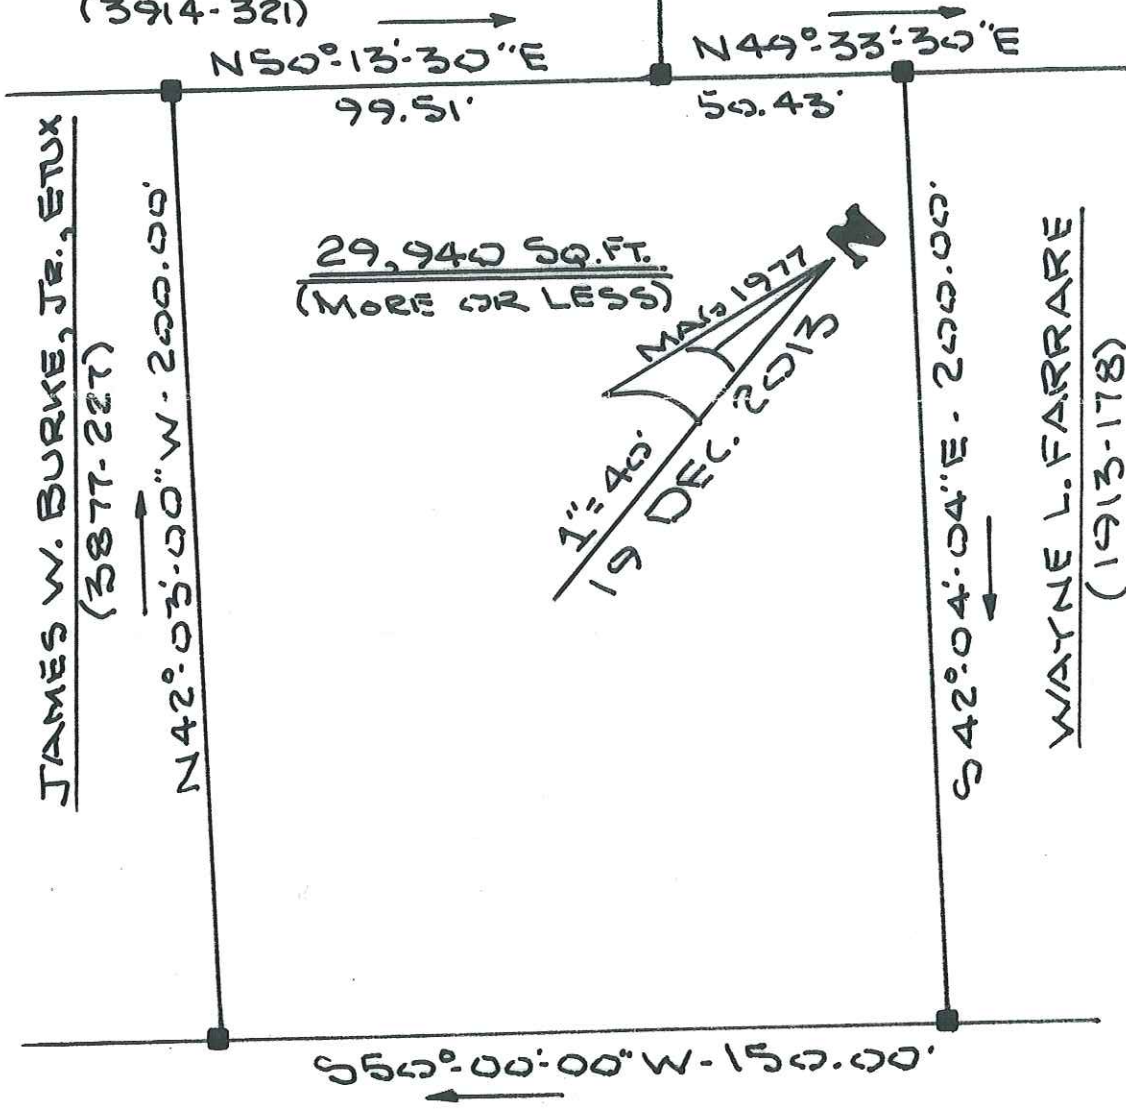 (3914-321)
N50°-13'-30"E
N49°-33'-30"E
99.51'
50.43'
JAMES W. BURKE, JR., ETUX
(3877-227)
N42°-03'-00"W-200.00'
29,940 SQ.FT.
(MORE OR LESS)
N
MAG 1977
1"=40'
19 DEC. 2013
S42°-04'-04"E-200.00'
WAYNE L. FARRARE
(1913-178)
S50°-00'-00"W-150.00'